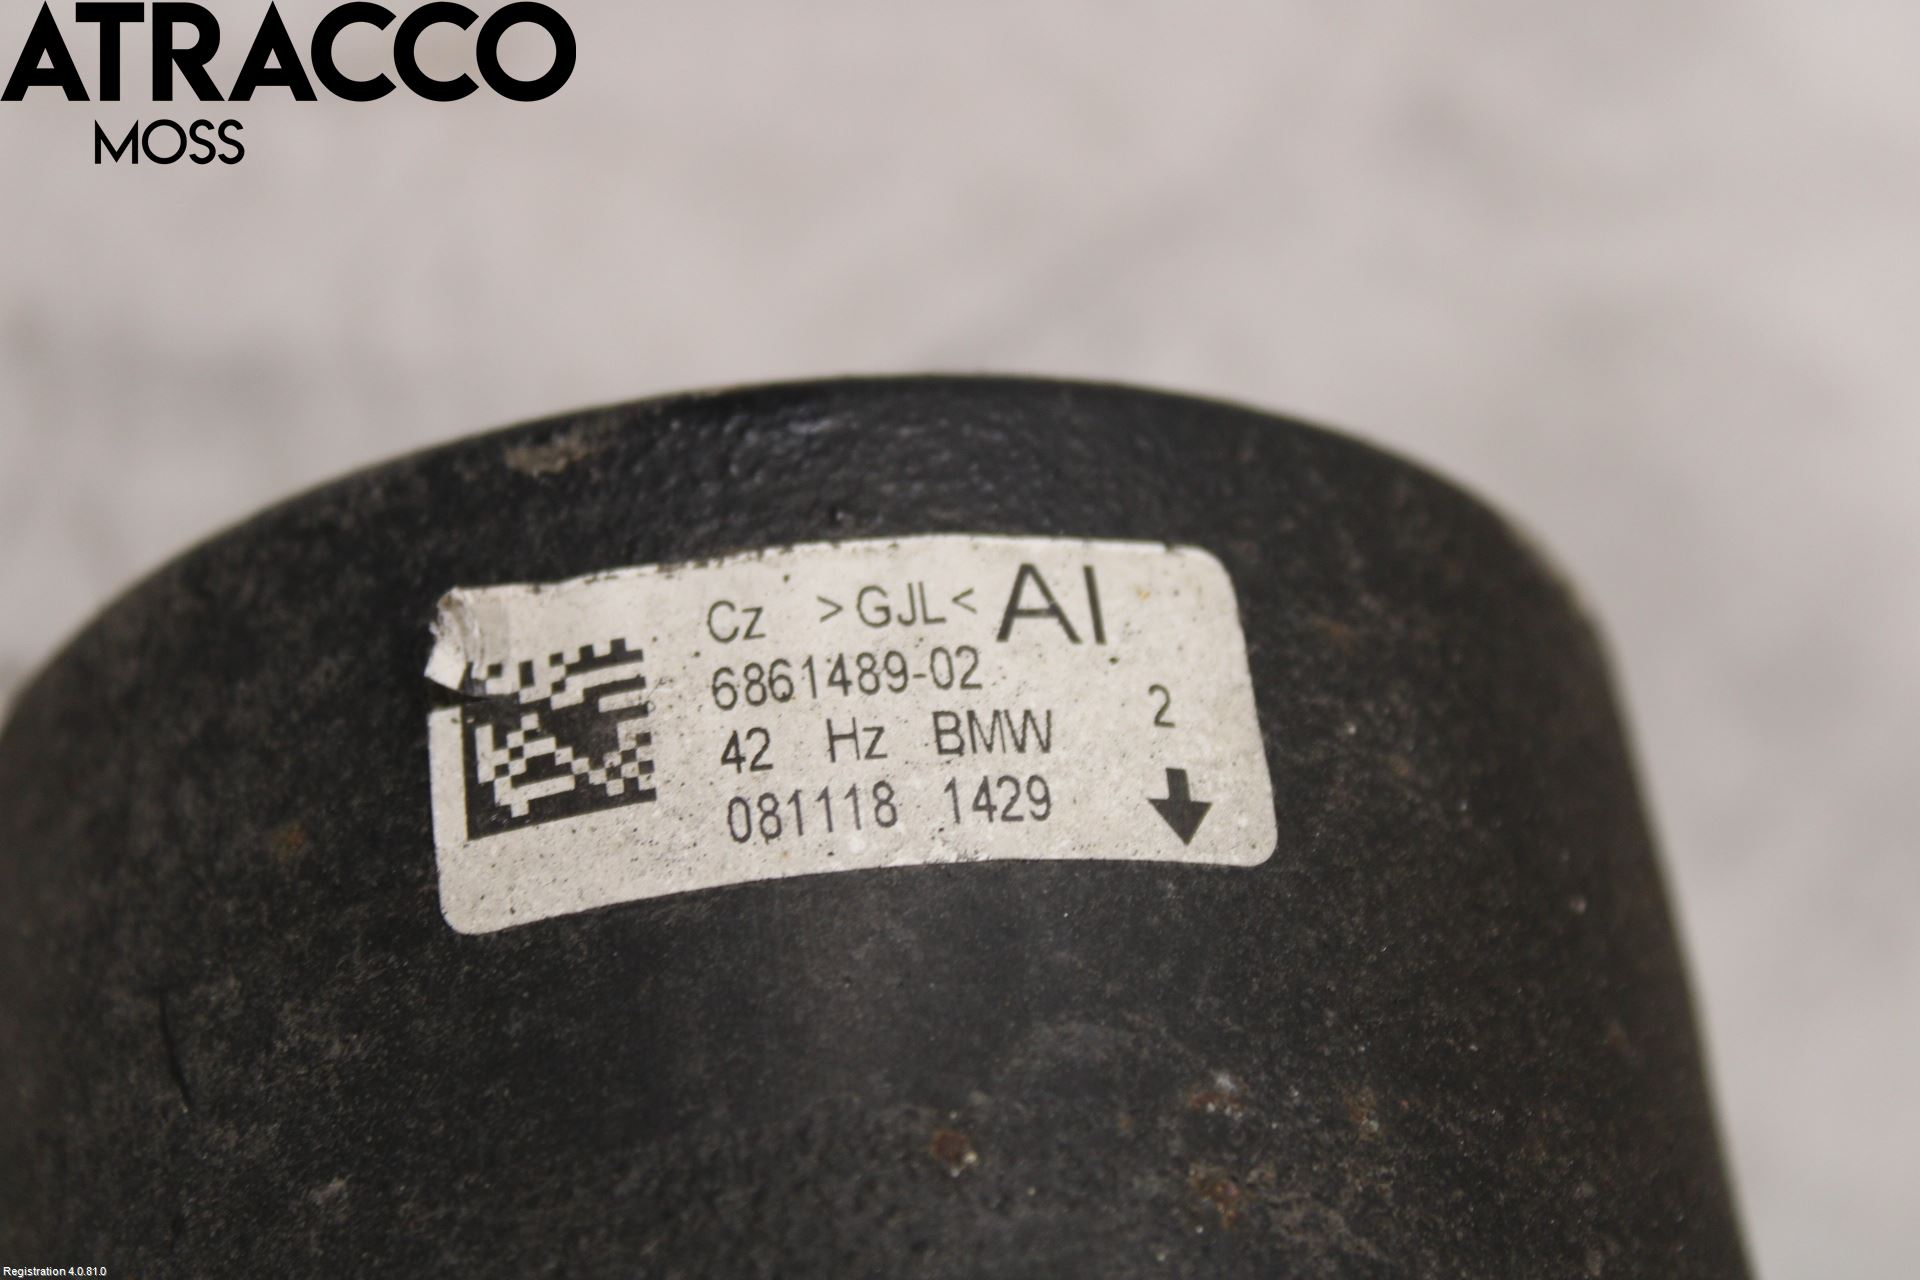 ATRACCO
MOSS
Cz >GJL< AI
6861489-02
42 Hz BMW 2
081118 1429
Registration 4.0.81.0